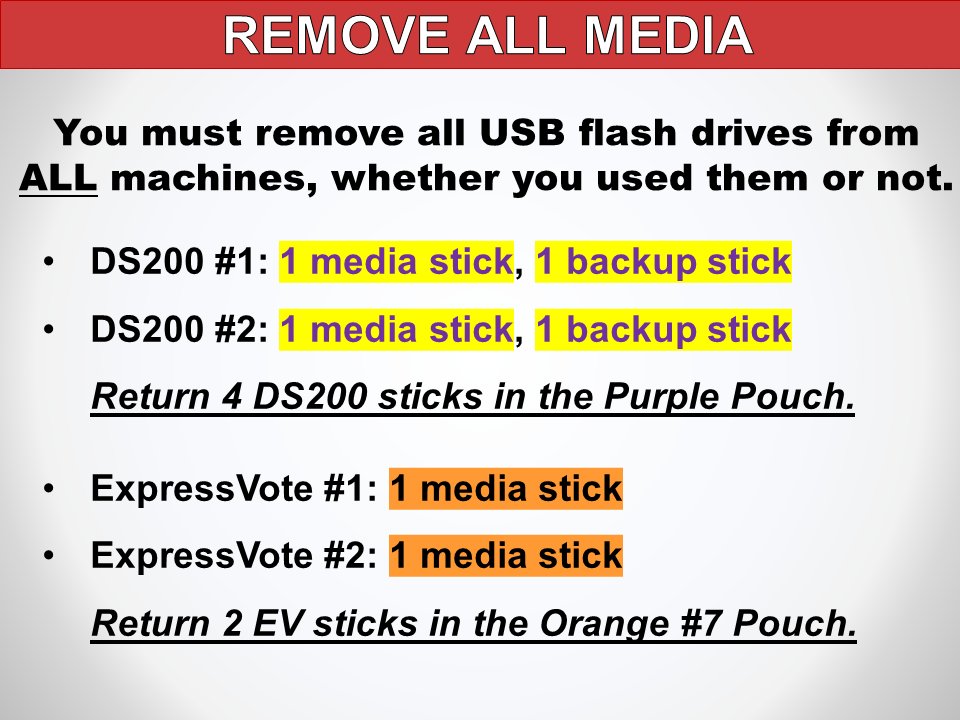 REMOVE ALL MEDIA
You must remove all USB flash drives from
ALL machines, whether you used them or not.
• DS200 #1: 1 media stick, 1 backup stick
• DS200 #2: 1 media stick, 1 backup stick
Return 4 DS200 sticks in the Purple Pouch.
• ExpressVote #1: 1 media stick
• ExpressVote #2: 1 media stick
Return 2 EV sticks in the Orange #7 Pouch.